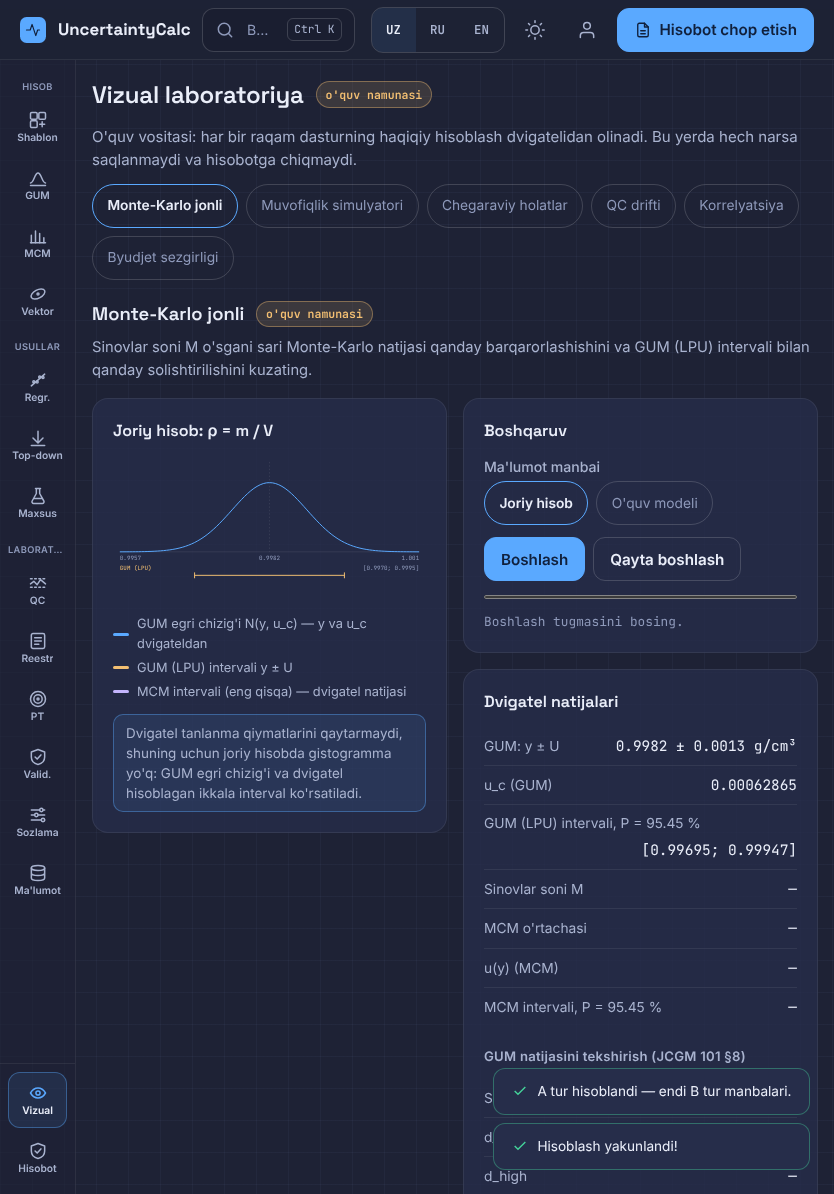 UncertaintyCalc
B...
Ctrl K
UZ
RU
EN
Hisobot chop etish
HISOB
Shablon
GUM
MCM
Vektor
USULLAR
Regr.
Top-down
Maxsus
LABORAT...
QC
Reestr
PT
Valid.
Sozlama
Ma'lumot
Vizual
Hisobot
Vizual laboratoriya
o'quv namunasi
O'quv vositasi: har bir raqam dasturning haqiqiy hisoblash dvigatelidan olinadi. Bu yerda hech narsa
saqlanmaydi va hisobotga chiqmaydi.
Monte-Karlo jonli
Muvofiqlik simulyatori
Chegaraviy holatlar
QC drifti
Korrelyatsiya
Byudjet sezgirligi
Monte-Karlo jonli
o'quv namunasi
Sinovlar soni M o'sgani sari Monte-Karlo natijasi qanday barqarorlashishini va GUM (LPU) intervali bilan
qanday solishtirilishini kuzating.
Joriy hisob: ρ = m / V
0.9957
0.9982
1.001
GUM (LPU)
[0.9970; 0.9995]
GUM egri chizig'i N(y, u_c) — y va u_c
dvigateldan
GUM (LPU) intervali y ± U
MCM intervali (eng qisqa) — dvigatel natijasi
Dvigatel tanlanma qiymatlarini qaytarmaydi,
shuning uchun joriy hisobda gistogramma
yo'q: GUM egri chizig'i va dvigatel
hisoblagan ikkala interval ko'rsatiladi.
Boshqaruv
Ma'lumot manbai
Joriy hisob
O'quv modeli
Boshlash
Qayta boshlash
Boshlash tugmasini bosing.
Dvigatel natijalari
GUM: y ± U
0.9982 ± 0.0013 g/cm³
u_c (GUM)
0.00062865
GUM (LPU) intervali, P = 95.45 %
[0.99695; 0.99947]
Sinovlar soni M
—
MCM o'rtachasi
—
u(y) (MCM)
—
MCM intervali, P = 95.45 %
—
GUM natijasini tekshirish (JCGM 101 §8)
A tur hisoblandi — endi B tur manbalari.
Hisoblash yakunlandi!
d_high
—